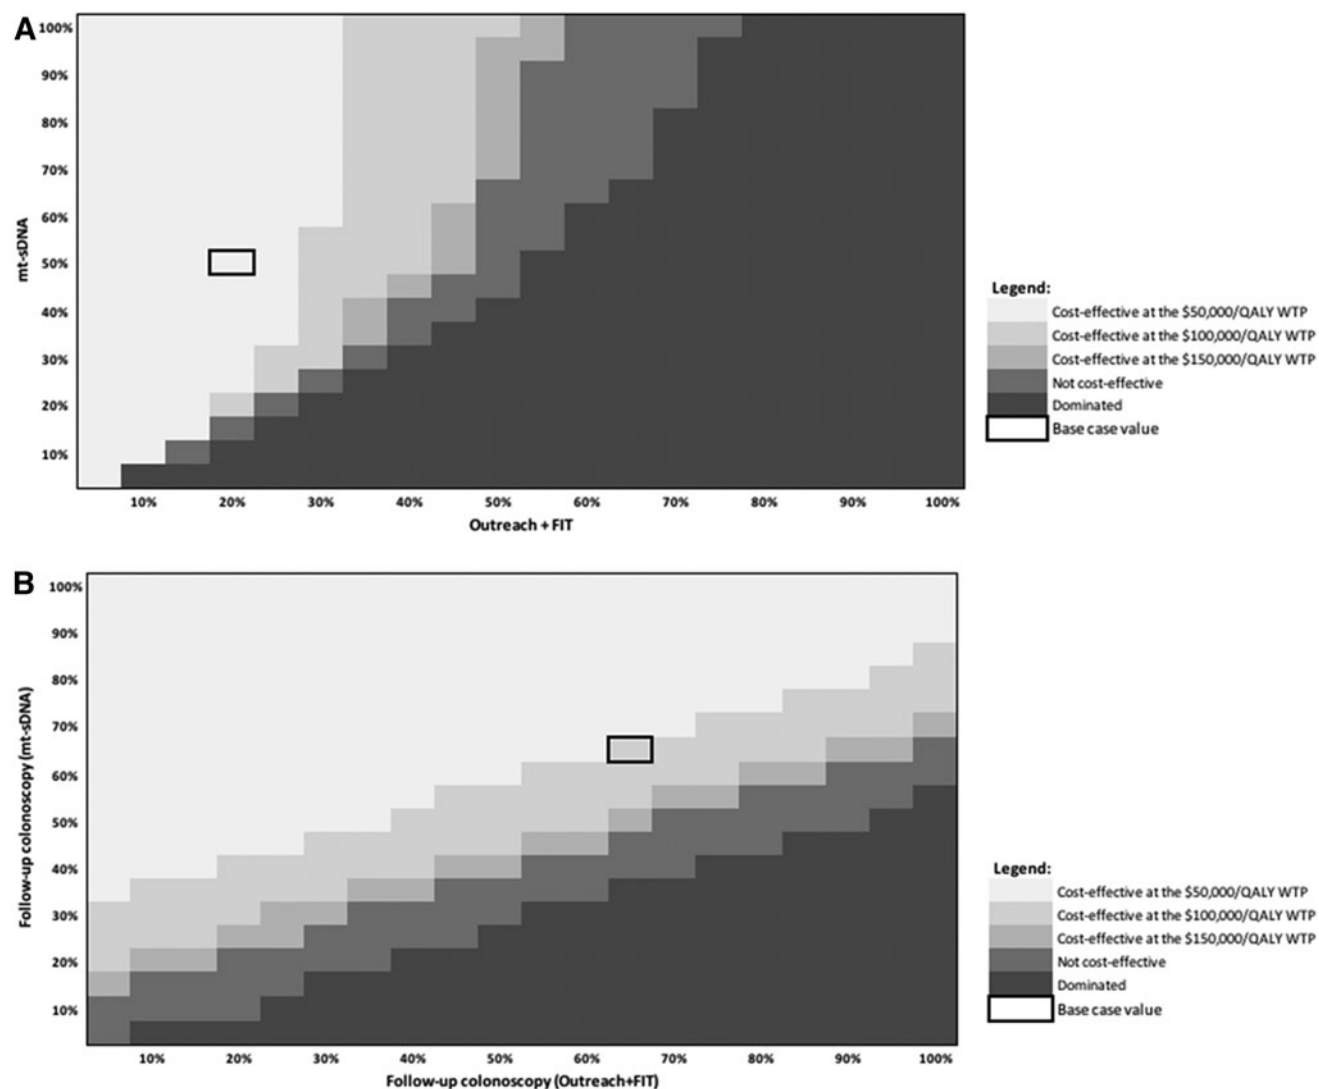 A
100%
90%
80%
70%
60%
50%
40%
30%
20%
10%
mt-sDNA
10% 20% 30% 40% 50% 60% 70% 80% 90% 100%
Outreach + FIT
Legend:
Cost-effective at the $50,000/QALY WTP
Cost-effective at the $100,000/QALY WTP
Cost-effective at the $150,000/QALY WTP
Not cost-effective
Dominated
Base case value
B
100%
90%
80%
70%
60%
50%
40%
30%
20%
10%
Follow-up colonoscopy (mt-sDNA)
10% 20% 30% 40% 50% 60% 70% 80% 90% 100%
Follow-up colonoscopy (Outreach+FIT)
Legend:
Cost-effective at the $50,000/QALY WTP
Cost-effective at the $100,000/QALY WTP
Cost-effective at the $150,000/QALY WTP
Not cost-effective
Dominated
Base case value